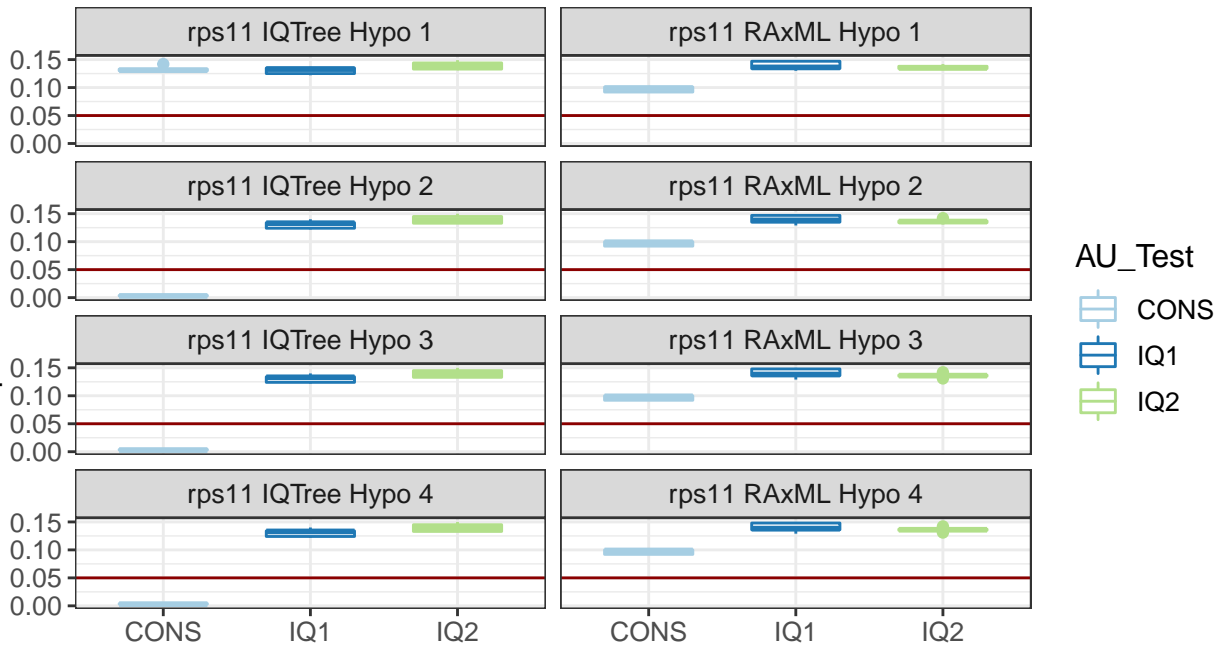 rps11 IQTree Hypo 1
rps11 RAxML Hypo 1
0.15
0.10
0.05
0.00
rps11 IQTree Hypo 2
rps11 RAxML Hypo 2
0.15
0.10
0.05
0.00
rps11 IQTree Hypo 3
rps11 RAxML Hypo 3
0.15
0.10
0.05
0.00
rps11 IQTree Hypo 4
rps11 RAxML Hypo 4
0.15
0.10
0.05
0.00
CONS IQ1 IQ2 CONS IQ1 IQ2
AU_Test
CONS
IQ1
IQ2